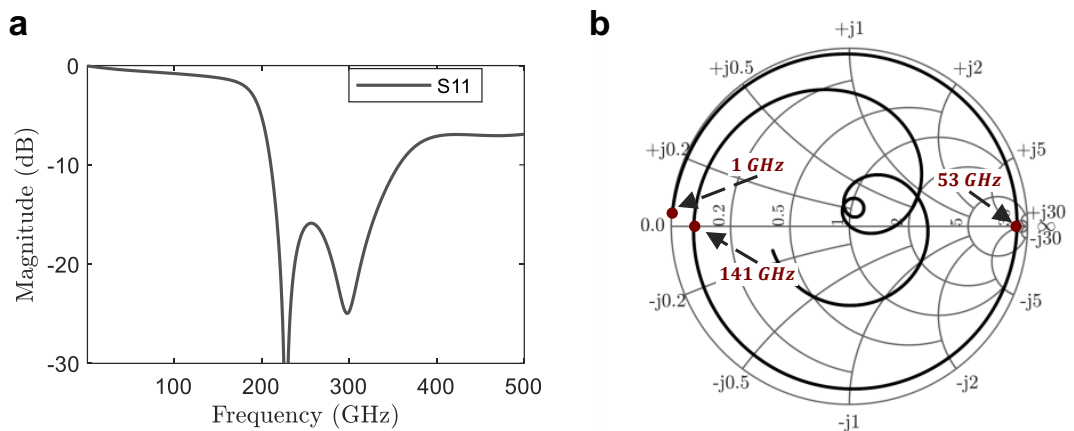 a
0
-10
-20
-30
Magnitude (dB)
S11
100
200
300
400
500
Frequency (GHz)
b
+j1
+j0.5
+j2
+j0.2
+j5
1 GHz
53 GHz
0.0
0.2
0.5
1
2
5
+j30
∞
-j30
141 GHz
-j0.2
-j5
-j0.5
-j2
-j1